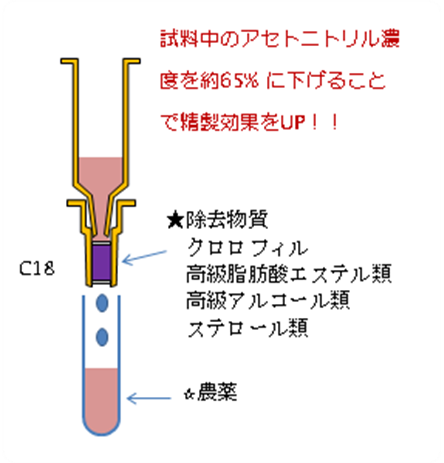 試料中のアセトニトリル濃
度を約65% に下げること
で精製効果をUP！！
★除去物質
クロロフィル
高級脂肪酸エステル類
高級アルコール類
ステロール類
C18
☆農薬